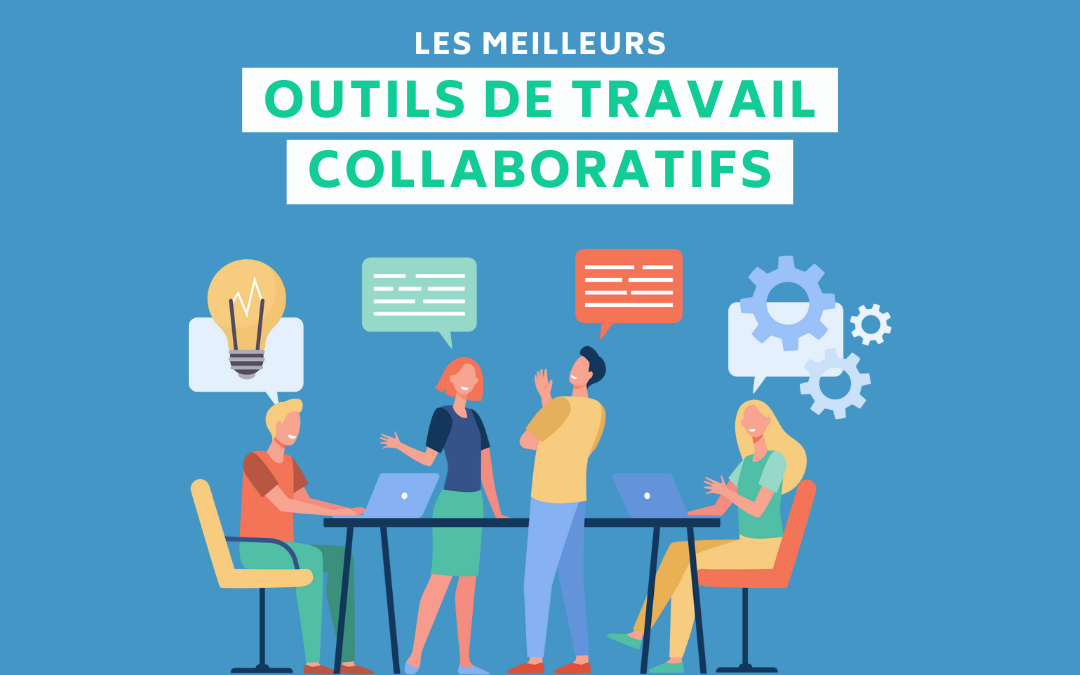 LES MEILLEURS
OUTILS DE TRAVAIL
COLLABORATIFS